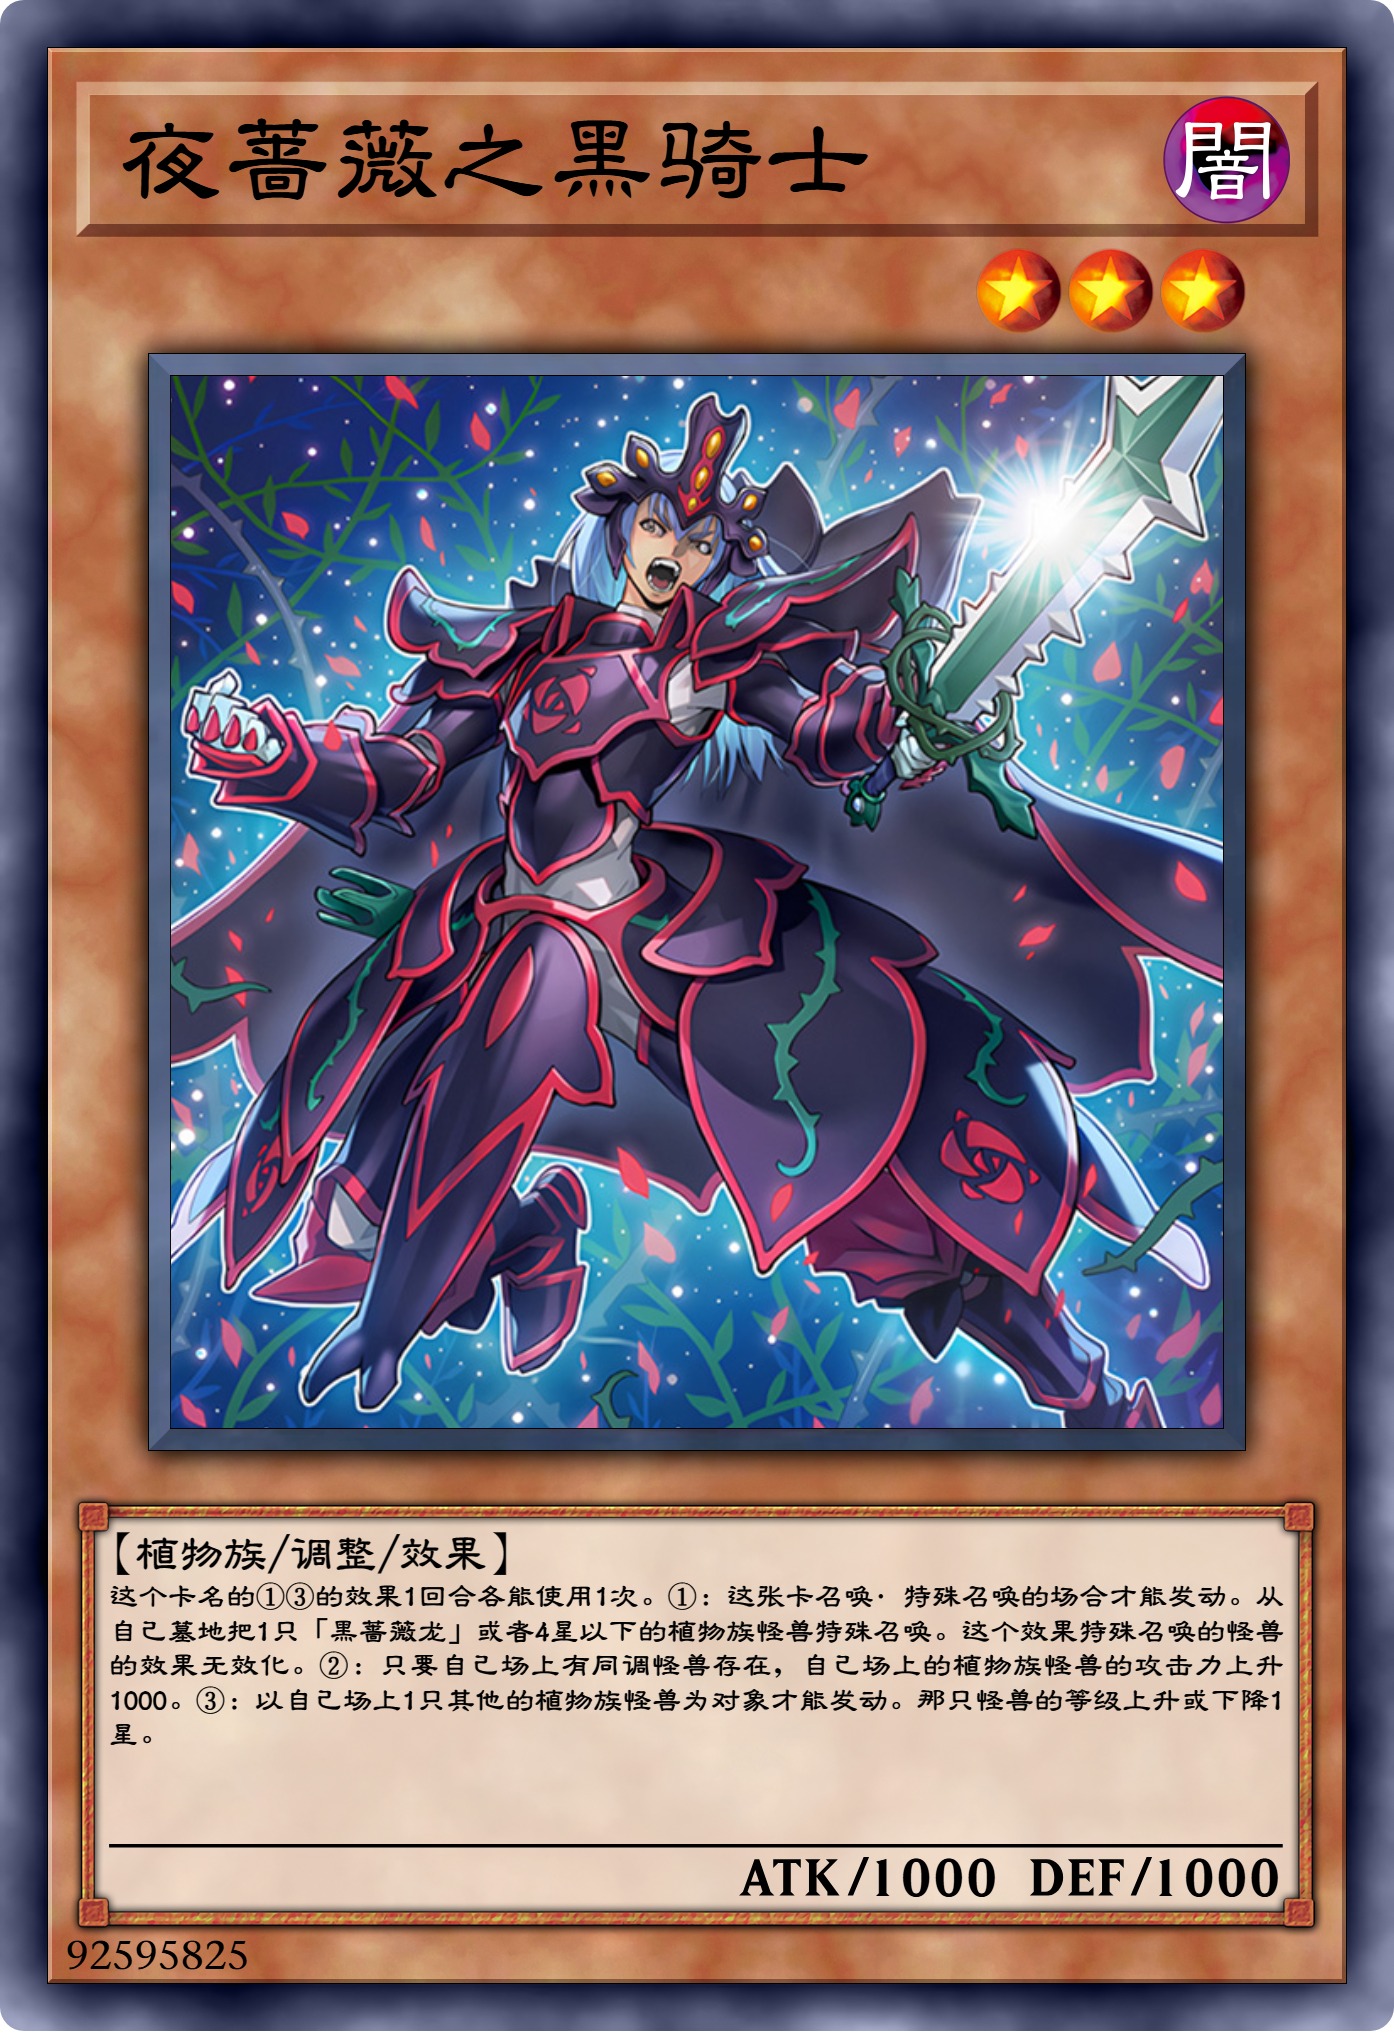 夜蔷薇之黑骑士
闇
【植物族/调整/效果】
这个卡名的①③的效果1回合各能使用1次。①：这张卡召唤·特殊召唤的场合才能发动。从
自己墓地把1只「黑蔷薇龙」或者4星以下的植物族怪兽特殊召唤。这个效果特殊召唤的怪兽
的效果无效化。②：只要自己场上有同调怪兽存在，自己场上的植物族怪兽的攻击力上升
1000。③：以自己场上1只其他的植物族怪兽为对象才能发动。那只怪兽的等级上升或下降1
星。
ATK/1000 DEF/1000
92595825